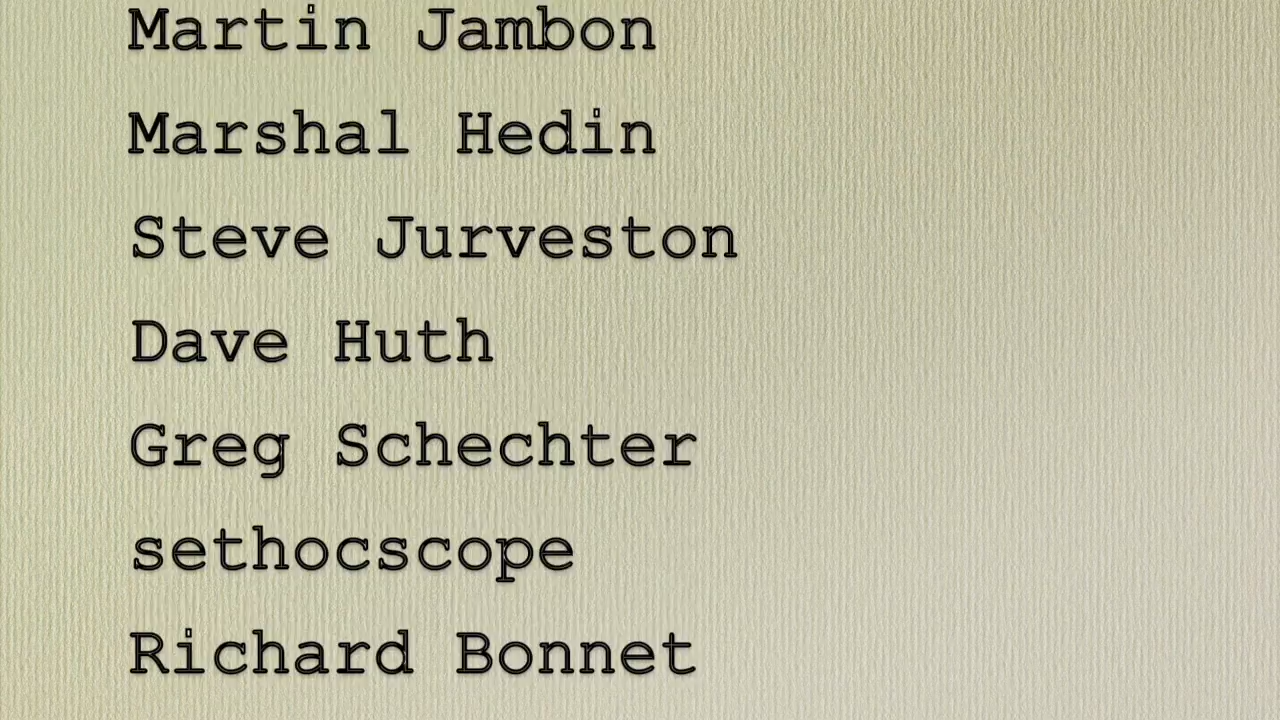 Martin Jambon
Marshal Hedin
Steve Jurveston
Dave Huth
Greg Schechter
sethocscope
Richard Bonnet